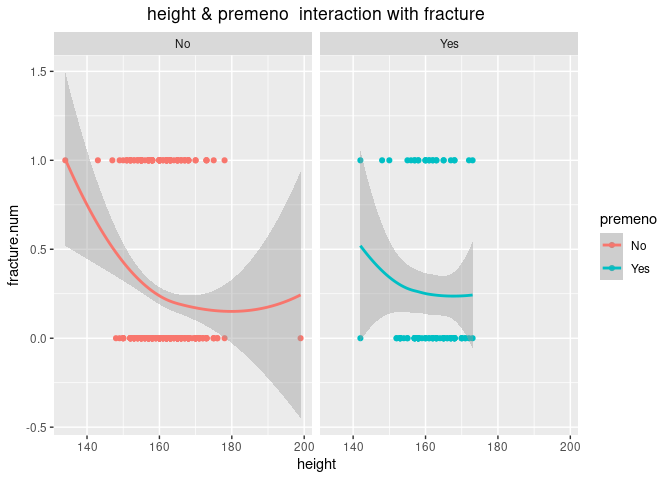 height & premeno  interaction with fracture
No
Yes
1.5
1.0
0.5
0.0
-0.5
fracture.num
140
160
180
200
140
160
180
200
height
premeno
No
Yes